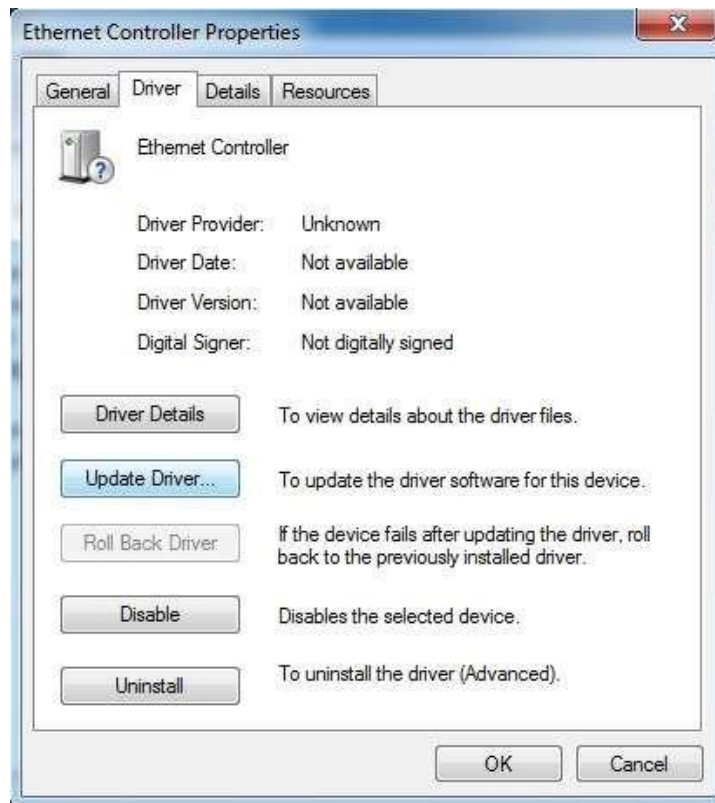 Ethernet Controller Properties
General Driver Details Resources
Ethernet Controller
Driver Provider: Unknown
Driver Date: Not available
Driver Version: Not available
Digital Signer: Not digitally signed
Driver Details To view details about the driver files.
Update Driver... To update the driver software for this device.
Roll Back Driver If the device fails after updating the driver, roll
back to the previously installed driver.
Disable Disables the selected device.
Uninstall To uninstall the driver (Advanced).
OK Cancel